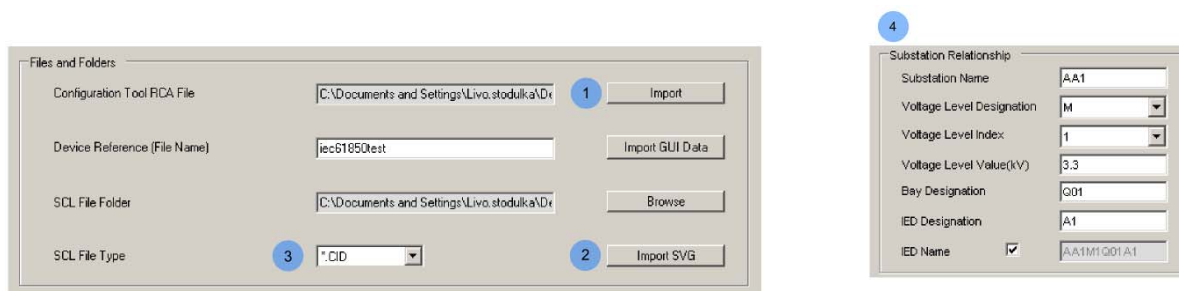 4
Files and Folders
Configuration Tool RCA File C:\Documents and Settings\Livo.stodulka\De 1 Import
Device Reference (File Name) iec61850test Import GUI Data
SCL File Folder C:\Documents and Settings\Livo.stodulka\De Browse
SCL File Type 3 *.CID 2 Import SVG
Substation Relationship
Substation Name AA1
Voltage Level Designation M
Voltage Level Index 1
Voltage Level Value(kV) 3.3
Bay Designation Q01
IED Designation A1
IED Name AA1M1Q01A1